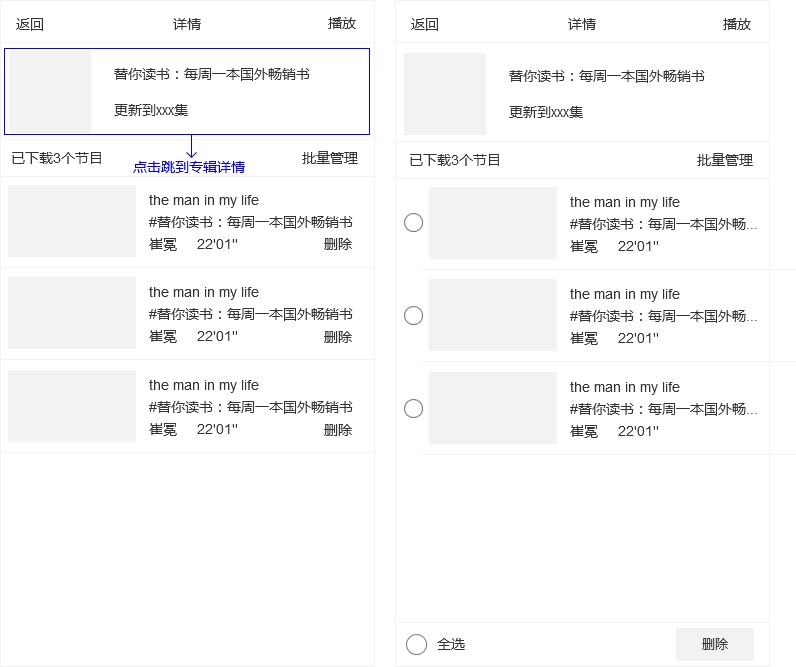 返回 详情 播放
替你读书：每周一本国外畅销书
更新到xxx集
点击跳到专辑详情
已下载3个节目 批量管理
the man in my life
#替你读书：每周一本国外畅销书
崔冕 22'01" 删除
the man in my life
#替你读书：每周一本国外畅销书
崔冕 22'01" 删除
the man in my life
#替你读书：每周一本国外畅销书
崔冕 22'01" 删除
返回 详情 播放
替你读书：每周一本国外畅销书
更新到xxx集
已下载3个节目 批量管理
the man in my life
#替你读书：每周一本国外畅...
崔冕 22'01"
the man in my life
#替你读书：每周一本国外畅...
崔冕 22'01"
the man in my life
#替你读书：每周一本国外畅...
崔冕 22'01"
全选 删除